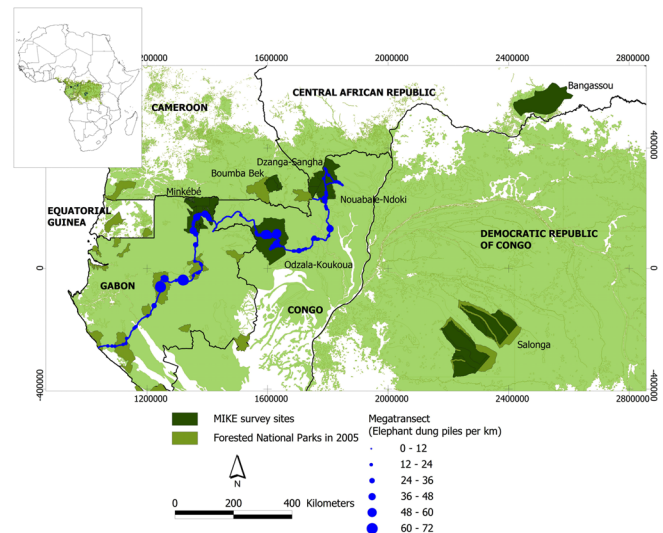 1200000 1600000 2000000 2400000 2800000
Bangassou
CENTRAL AFRICAN REPUBLIC
CAMEROON
400000
400000
Dzanga-Sangha
Boumba Bek
Minkébé
Nouabale-Ndoki
EQUATORIAL
GUINEA
DEMOCRATIC REPUBLIC
OF CONGO
Odzala-Koukoua
0
0
GABON
CONGO
Salonga
-400000
-400000
1200000 1600000 2000000 2400000 2800000
MIKE survey sites
Forested National Parks in 2005
N
0 200 400 Kilometers
Megatransect
(Elephant dung piles per km)
0 - 12
12 - 24
24 - 36
36 - 48
48 - 60
60 - 72